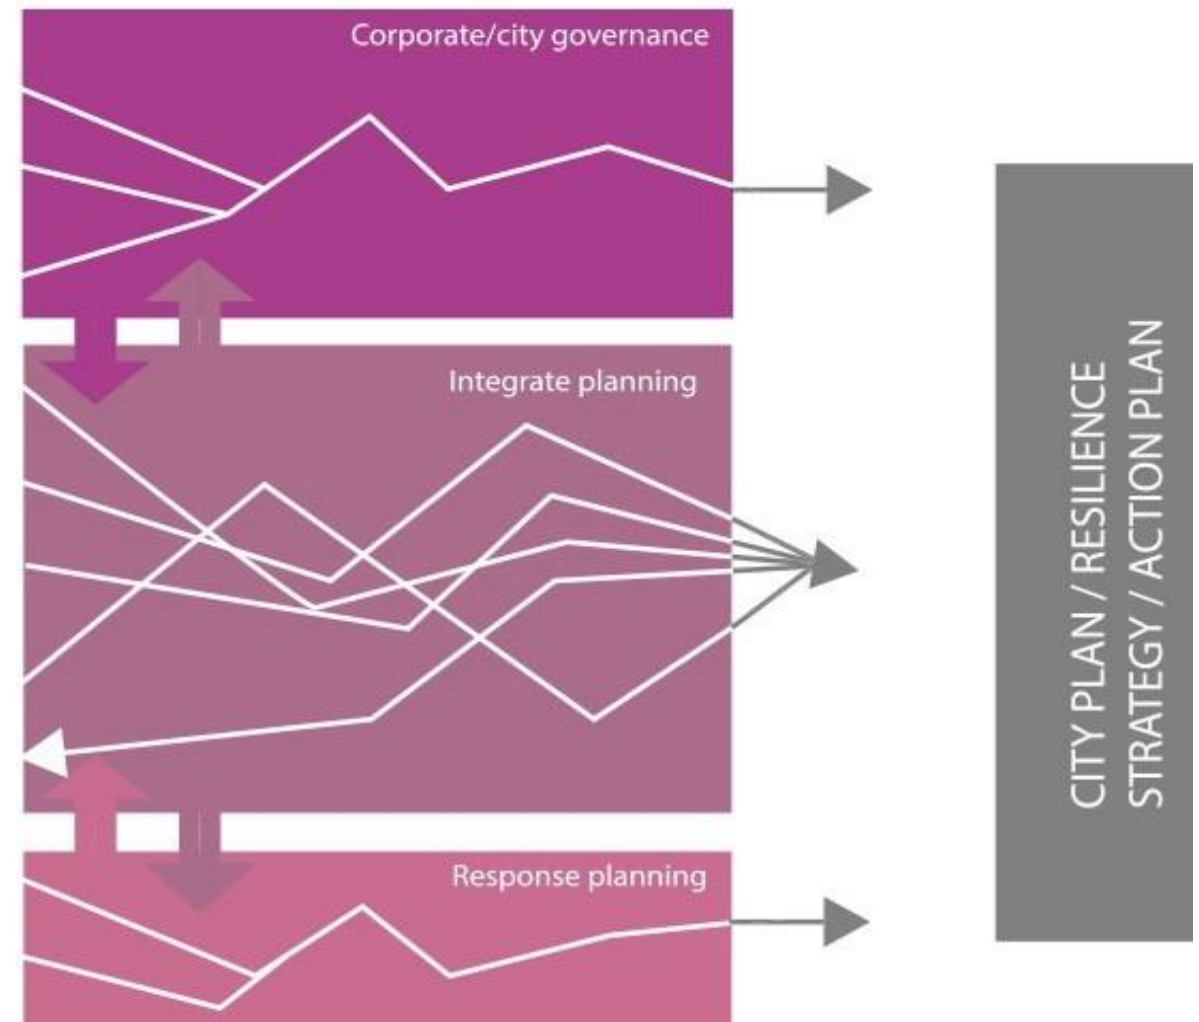 Corporate/city governance
Integrate planning
Response planning
CITY PLAN / RESILIENCE
STRATEGY / ACTION PLAN